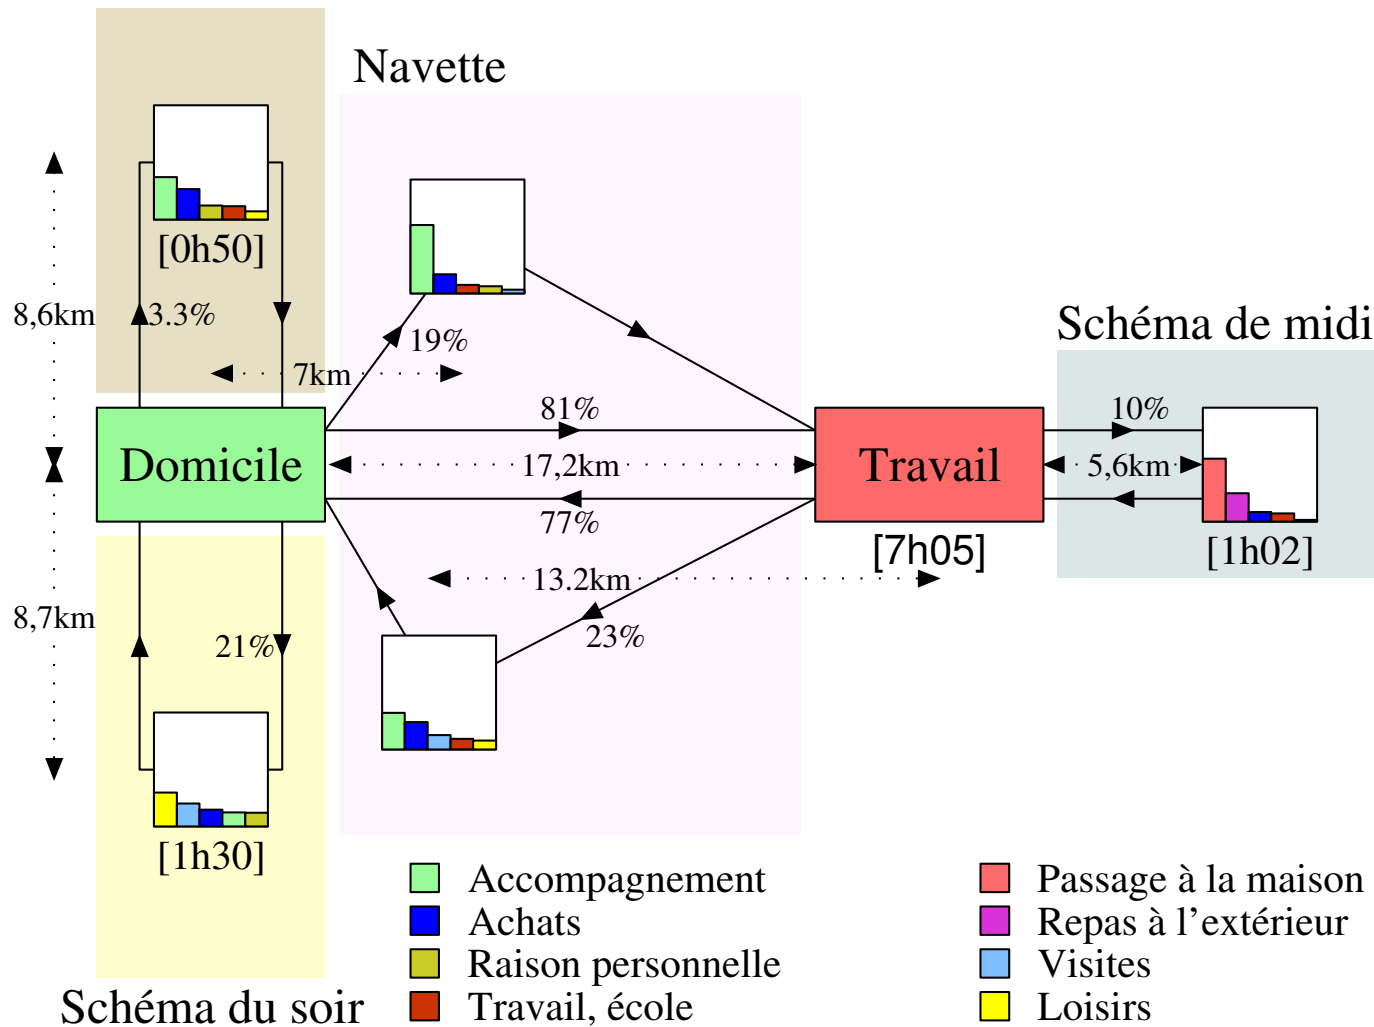 Navette
[0h50]
8,6km
3.3%
19%
7km
Schéma de midi
81%
10%
Domicile
17,2km
Travail
5,6km
77%
[7h05]
[1h02]
13.2km
8,7km
21%
23%
[1h30]
Accompagnement
Achats
Raison personnelle
Travail, école
Passage à la maison
Repas à l'extérieur
Visites
Loisirs
Schéma du soir